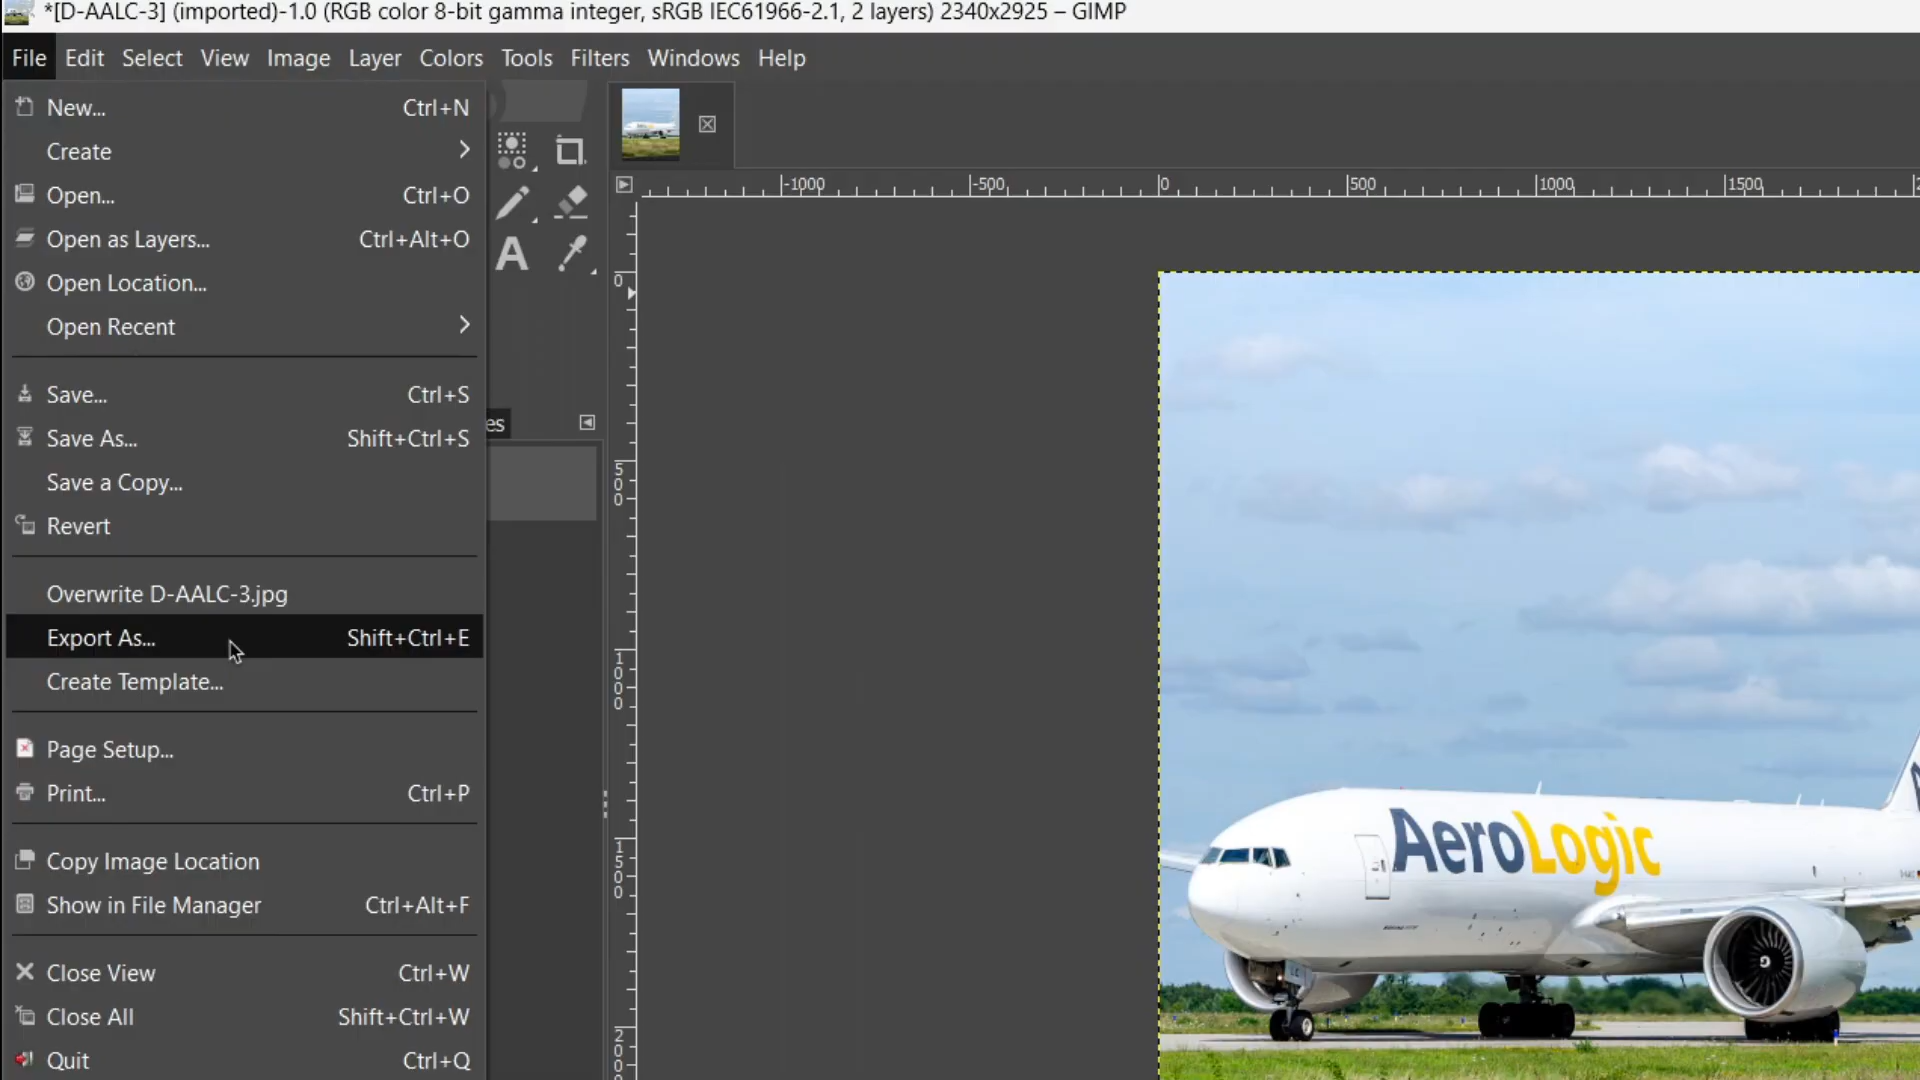 *[D-AALC-3] (imported)-1.0 (RGB color 8-bit gamma integer, sRGB IEC61966-2.1, 2 layers) 2340x2925 – GIMP
File Edit Select View Image Layer Colors Tools Filters Windows Help
New... Ctrl+N
Create
Open... Ctrl+O
Open as Layers... Ctrl+Alt+O
Open Location...
Open Recent
Save... Ctrl+S
Save As... Shift+Ctrl+S
Save a Copy...
Revert
Overwrite D-AALC-3.jpg
Export As... Shift+Ctrl+E
Create Template...
Page Setup...
Print... Ctrl+P
Copy Image Location
Show in File Manager Ctrl+Alt+F
Close View Ctrl+W
Close All Shift+Ctrl+W
Quit Ctrl+Q
es
-1000 -500 0 500 1000 1500
0
500
1000
1500
AeroLogic